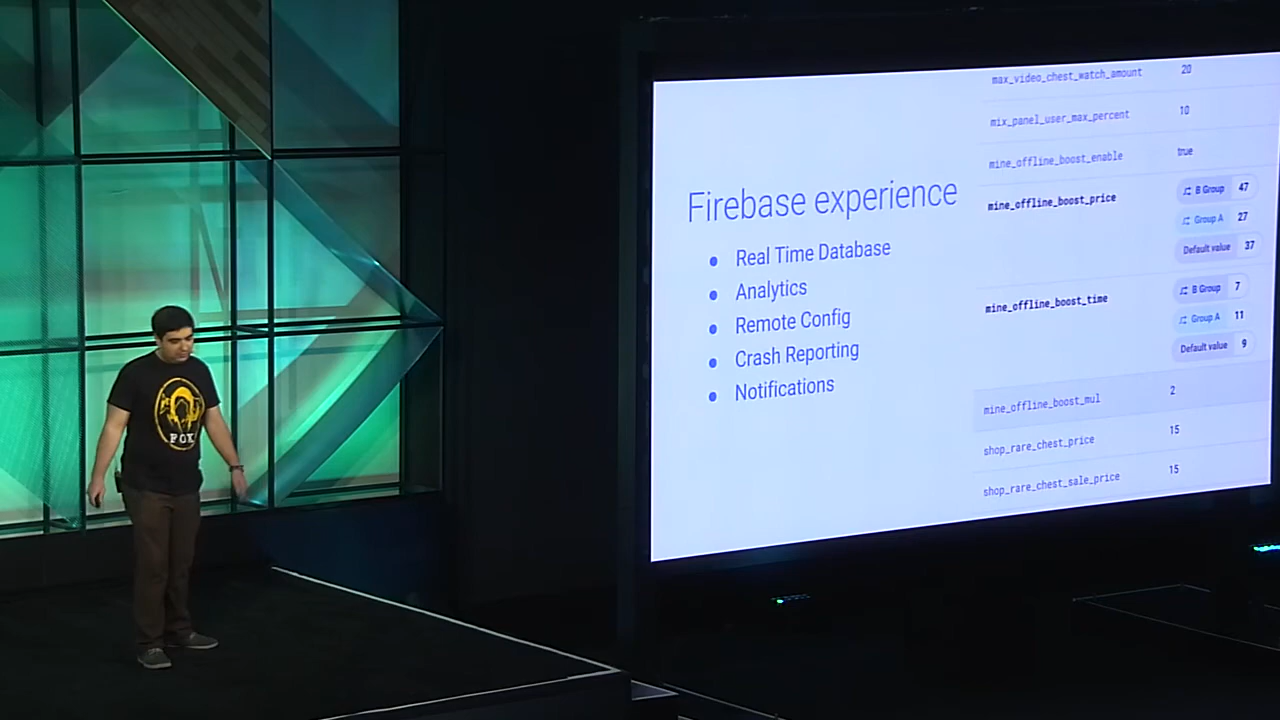 Firebase experience
Real Time Database
Analytics
Remote Config
Crash Reporting
Notifications
max_video_chest_watch_amount 20
mix_panel_user_max_percent 10
mine_offline_boost_enable true
mine_offline_boost_price B Group 47
Group A 27
Default value 37
mine_offline_boost_time B Group 7
Group A 11
Default value 9
mine_offline_boost_mul 2
shop_rare_chest_price 15
shop_rare_chest_sale_price 15
FOX